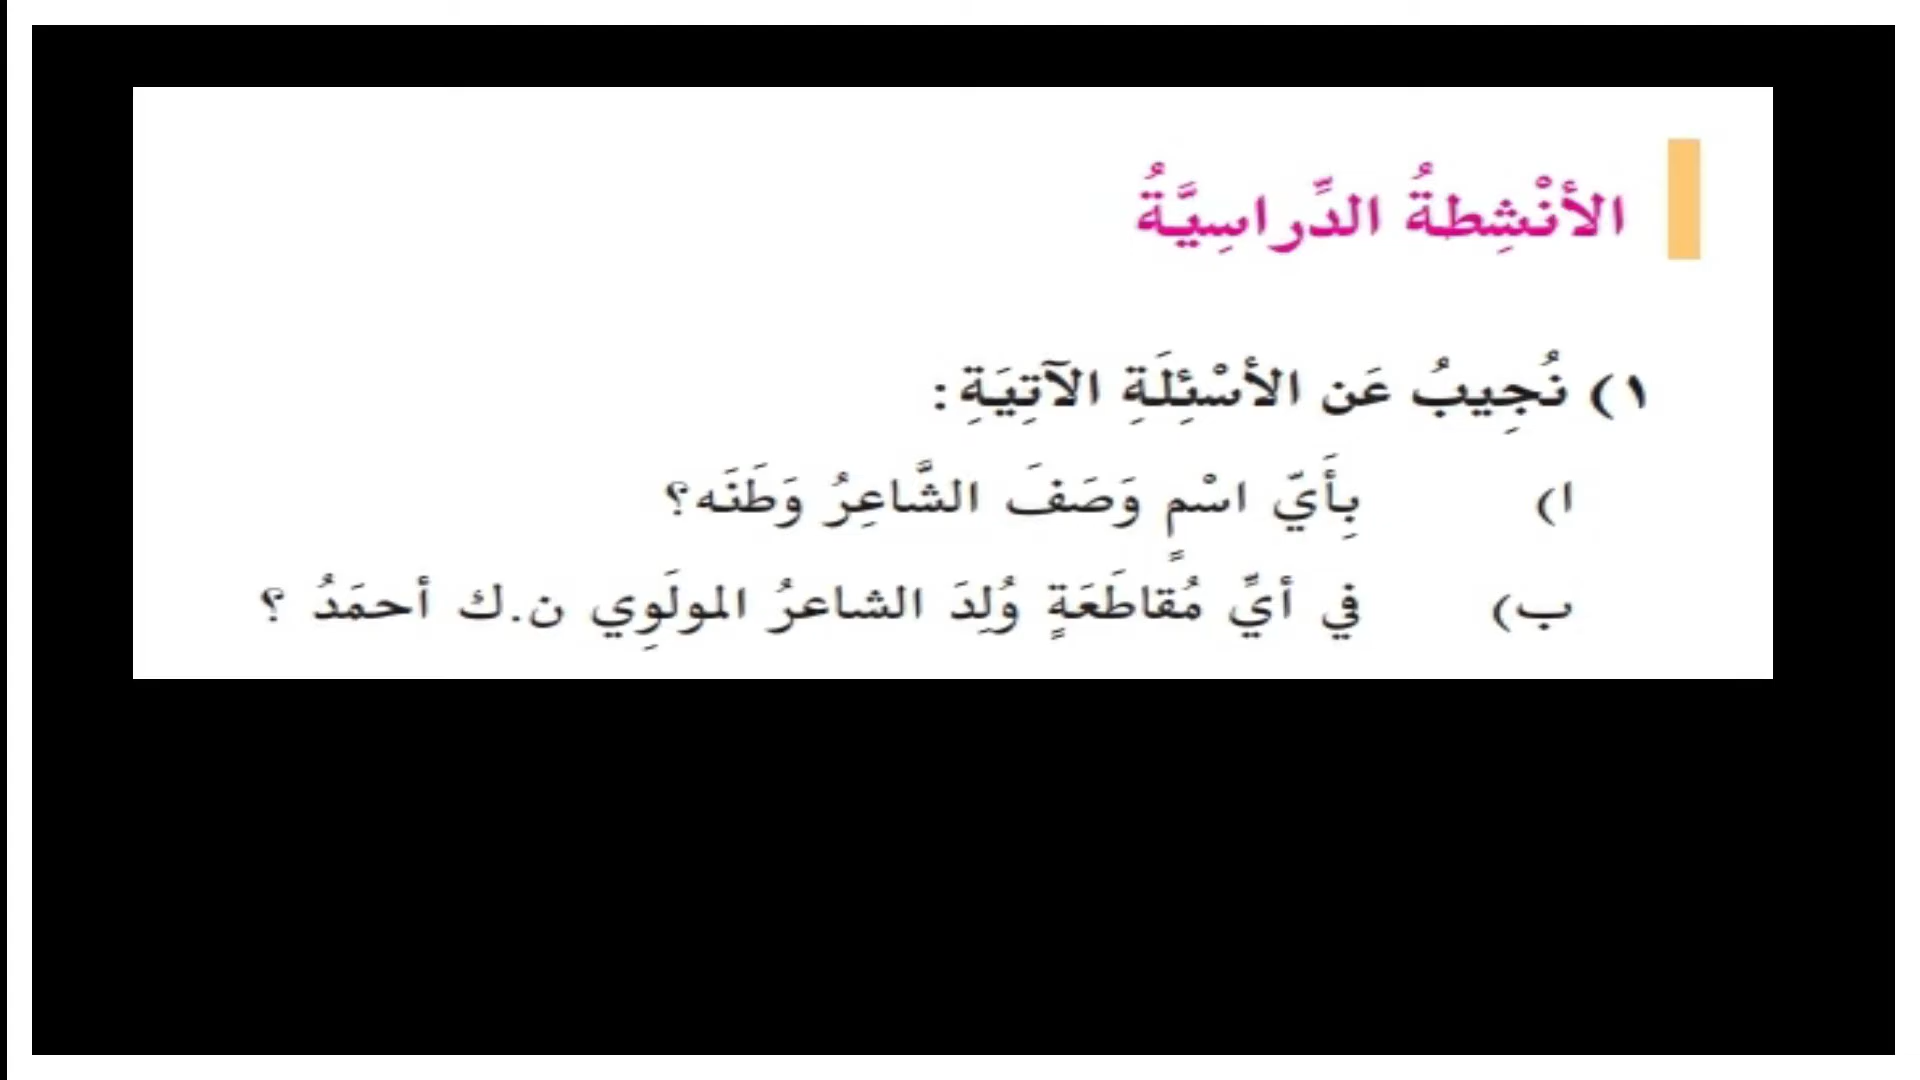 الأنْشِطةُ الدِّراسِيَّةُ
١) نُجِيبُ عَن الأسْئِلَةِ الآتِيَةِ:
ا) بِأَيّ اسْمٍ وَصَفَ الشَّاعِرُ وَطَنَه؟
ب) في أيِّ مُقاطَعَةٍ وُلِدَ الشاعرُ المولَوِي ن.ك أحمَدُ ؟